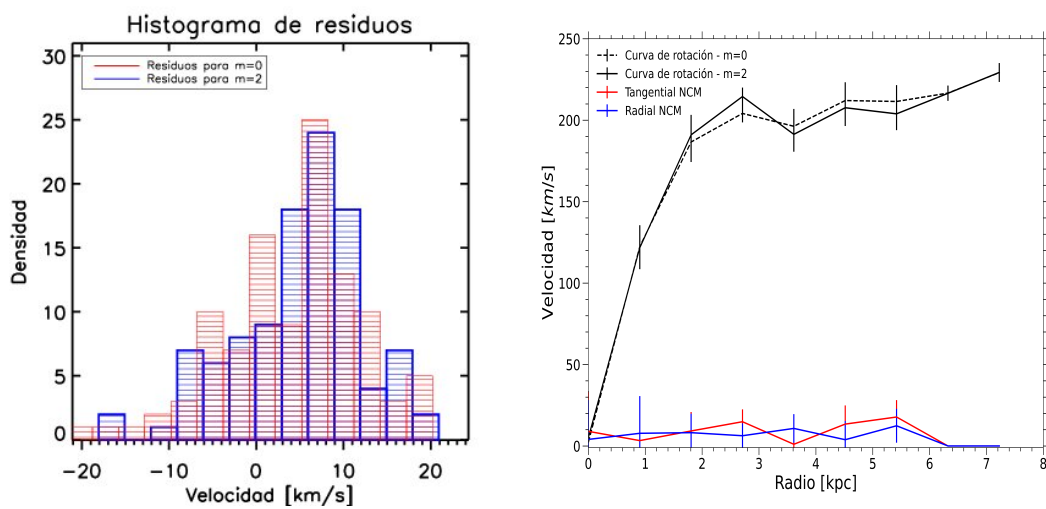 Histograma de residuos
Residuos para m=0
Residuos para m=2
Densidad
30
25
20
15
10
5
0
-20 -10 0 10 20
Velocidad [km/s]
Curva de rotación - m=0
Curva de rotación - m=2
Tangential NCM
Radial NCM
Velocidad [km/s]
250
200
150
100
50
0
0 1 2 3 4 5 6 7 8
Radio [kpc]